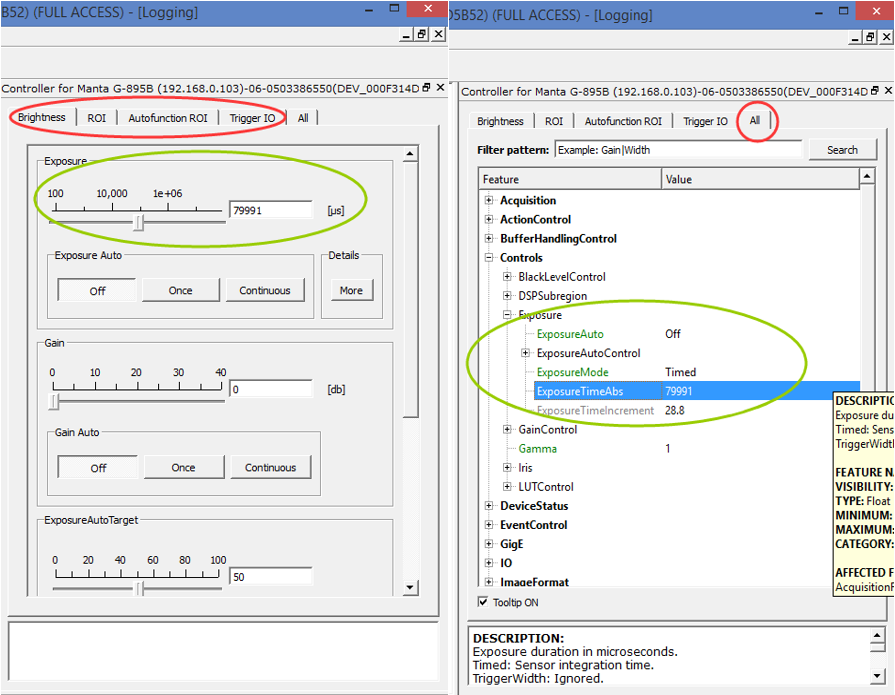 B52) (FULL ACCESS) - [Logging]
Controller for Manta G-895B (192.168.0.103)-06-0503386550(DEV_000F314D
Brightness ROI Autofunction ROI Trigger IO All
Exposure
100 10,000 1e+06
79991 [µs]
Exposure Auto Details
Off Once Continuous More
Gain
0 10 20 30 40
0 [db]
Gain Auto
Off Once Continuous
ExposureAutoTarget
0 20 40 60 80 100
50
05B52) (FULL ACCESS) - [Logging]
Controller for Manta G-895B (192.168.0.103)-06-0503386550(DEV_000F314D
Brightness ROI Autofunction ROI Trigger IO All
Filter pattern: Example: Gain|Width Search
Feature Value
Acquisition
ActionControl
BufferHandlingControl
Controls
BlackLevelControl
DSPSubregion
Exposure
ExposureAuto Off
ExposureAutoControl
ExposureMode Timed
ExposureTimeAbs 79991
ExposureTimeIncrement 28.8
GainControl
Gamma 1
Iris
LUTControl
DeviceStatus
EventControl
GigE
IO
ImageFormat
DESCRIPTIO
Exposure du
Timed: Sens
TriggerWidth
FEATURE NA
VISIBILITY:
TYPE: Float
MINIMUM:
MAXIMUM:
CATEGORY:
AFFECTED F
AcquisitionF
Tooltip ON
DESCRIPTION:
Exposure duration in microseconds.
Timed: Sensor integration time.
TriggerWidth: Ignored.